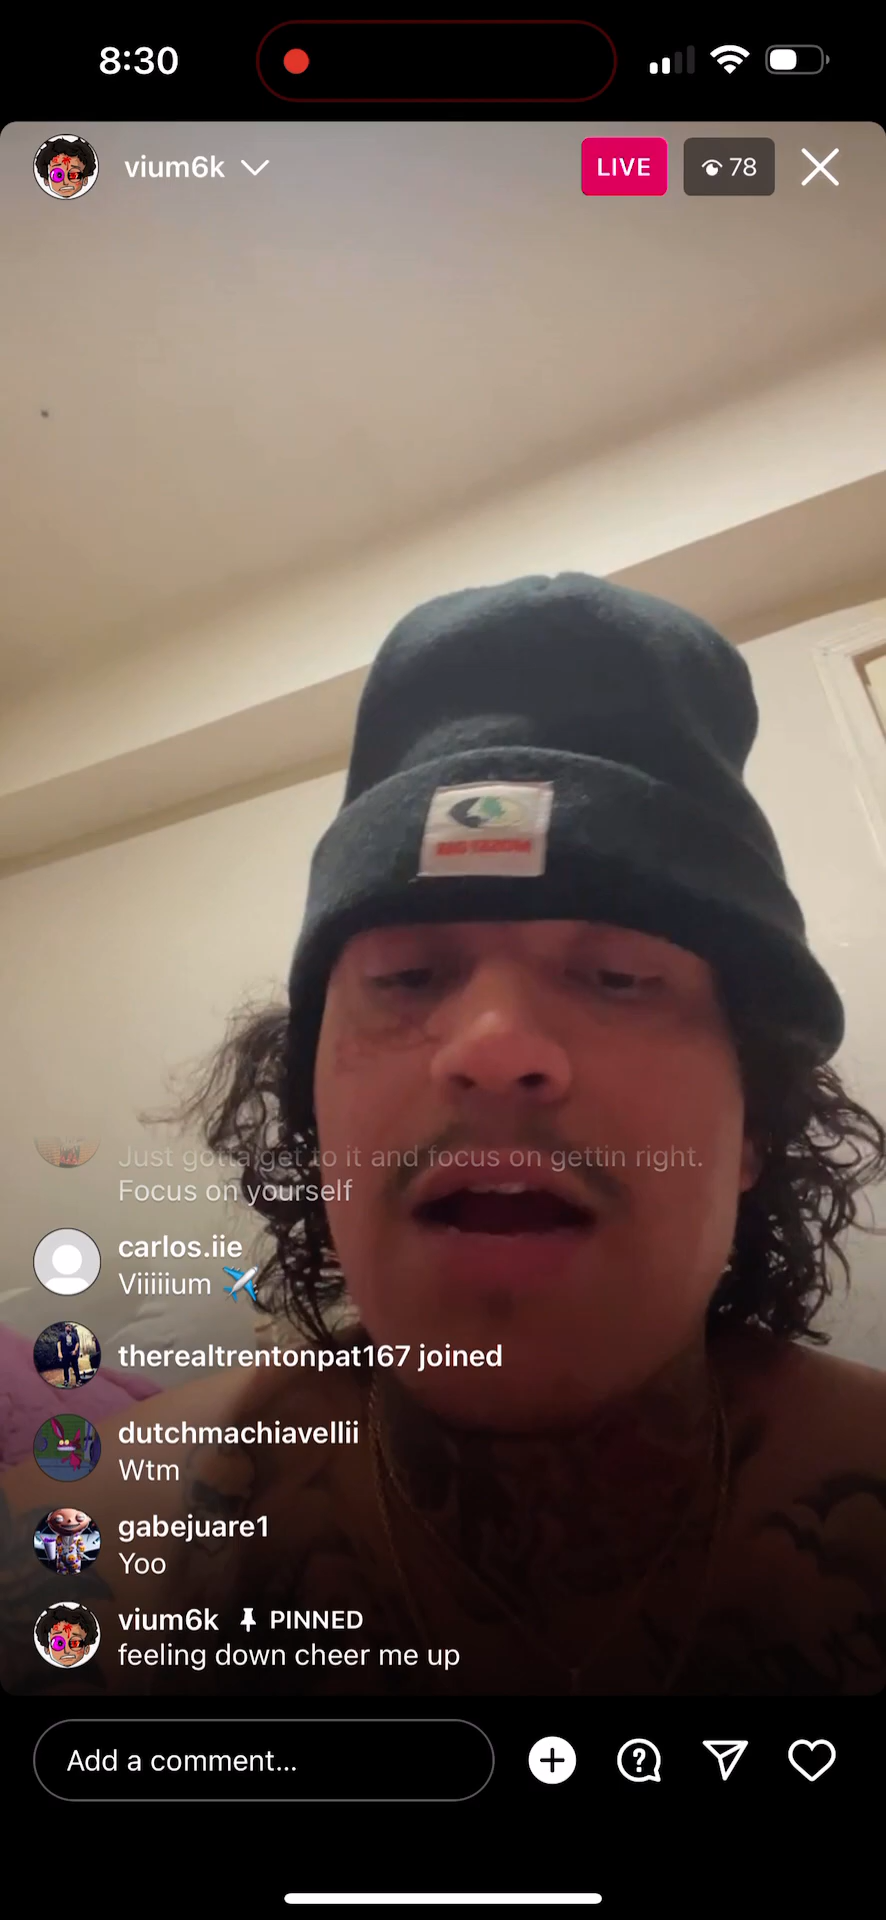 8:30
vium6k
LIVE
78
Just gotta get to it and focus on gettin right.
Focus on yourself
carlos.iie
Viiiiium ✈️
therealtrentonpat167 joined
dutchmachiavellii
Wtm
gabejuare1
Yoo
vium6k PINNED
feeling down cheer me up
Add a comment...